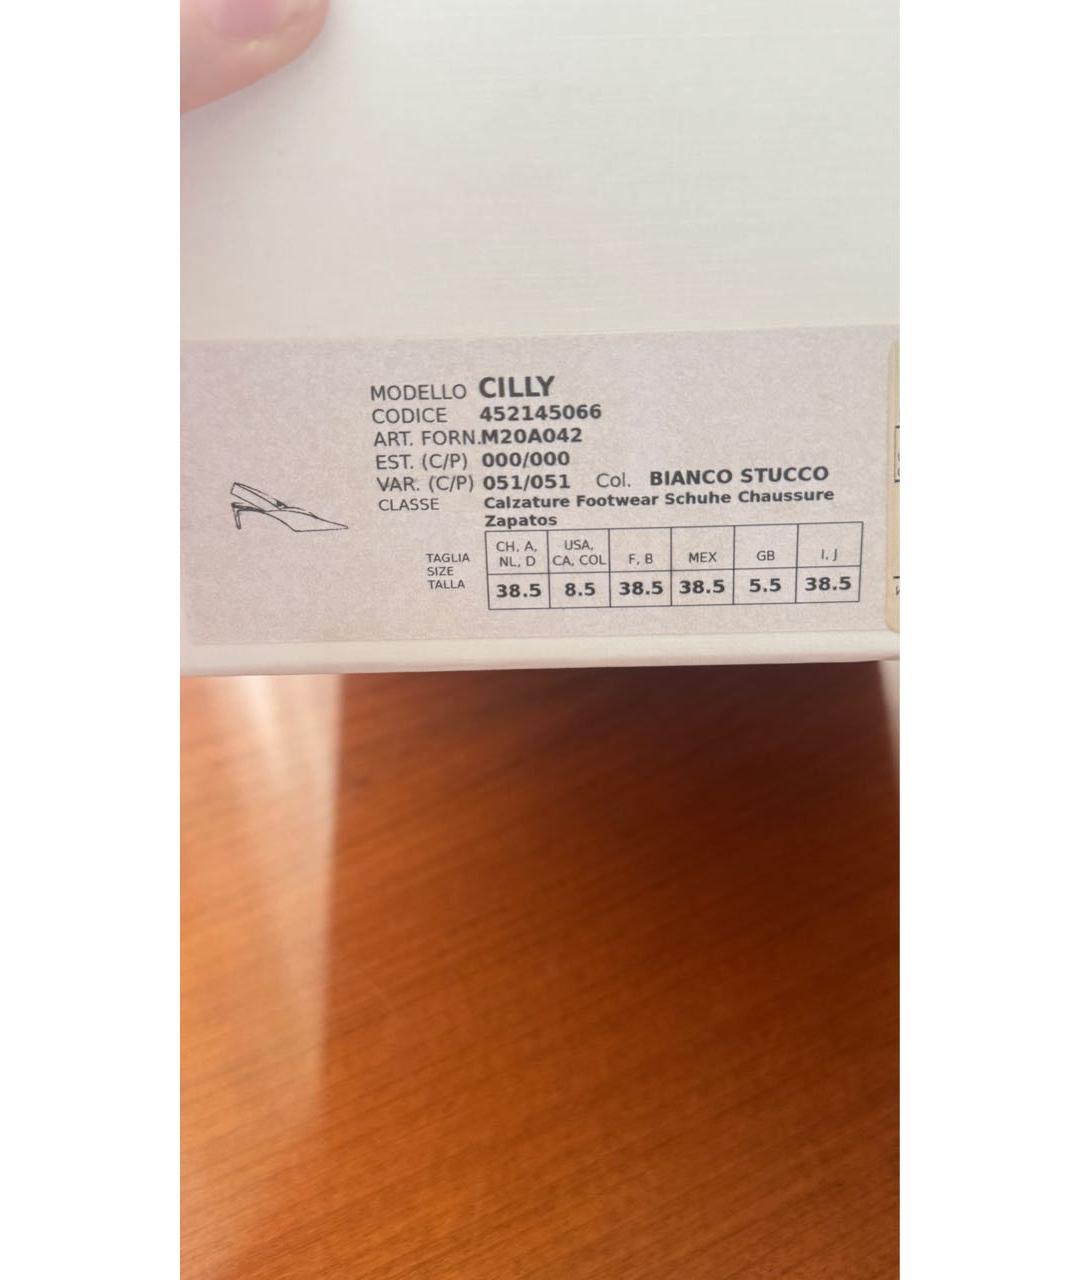 MODELLO CILLY
CODICE 452145066
ART. FORN. M20A042
EST. (C/P) 000/000
VAR. (C/P) 051/051 Col. BIANCO STUCCO
CLASSE Calzature Footwear Schuhe Chaussure
Zapatos
TAGLIA
SIZE
TALLA
CH, A, NL, D USA, CA, COL F, B MEX GB I, J
38.5 8.5 38.5 38.5 5.5 38.5